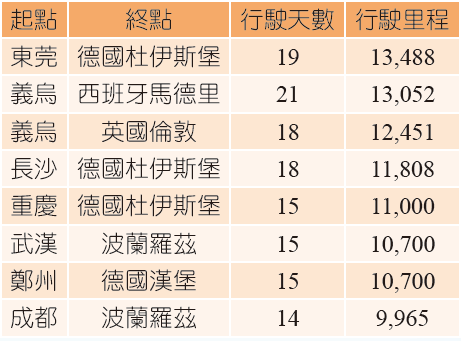 起點 終點 行駛天數 行駛里程
東莞 德國杜伊斯堡 19 13,488
義烏 西班牙馬德里 21 13,052
義烏 英國倫敦 18 12,451
長沙 德國杜伊斯堡 18 11,808
重慶 德國杜伊斯堡 15 11,000
武漢 波蘭羅茲 15 10,700
鄭州 德國漢堡 15 10,700
成都 波蘭羅茲 14 9,965